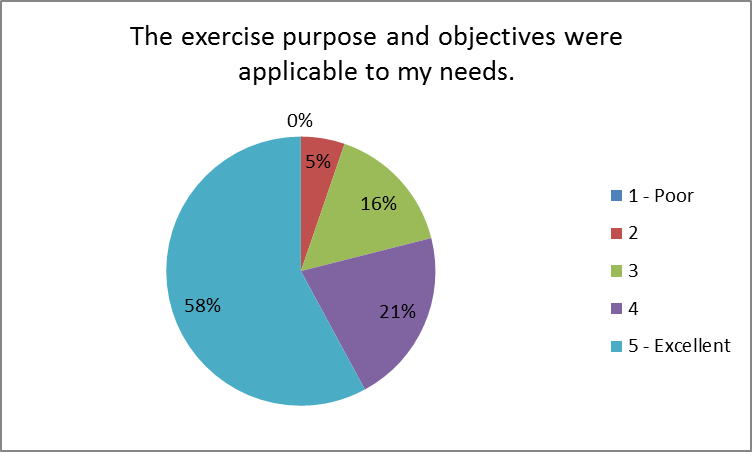 The exercise purpose and objectives were
applicable to my needs.
0%
5%
16%
21%
58%
1 - Poor
2
3
4
5 - Excellent